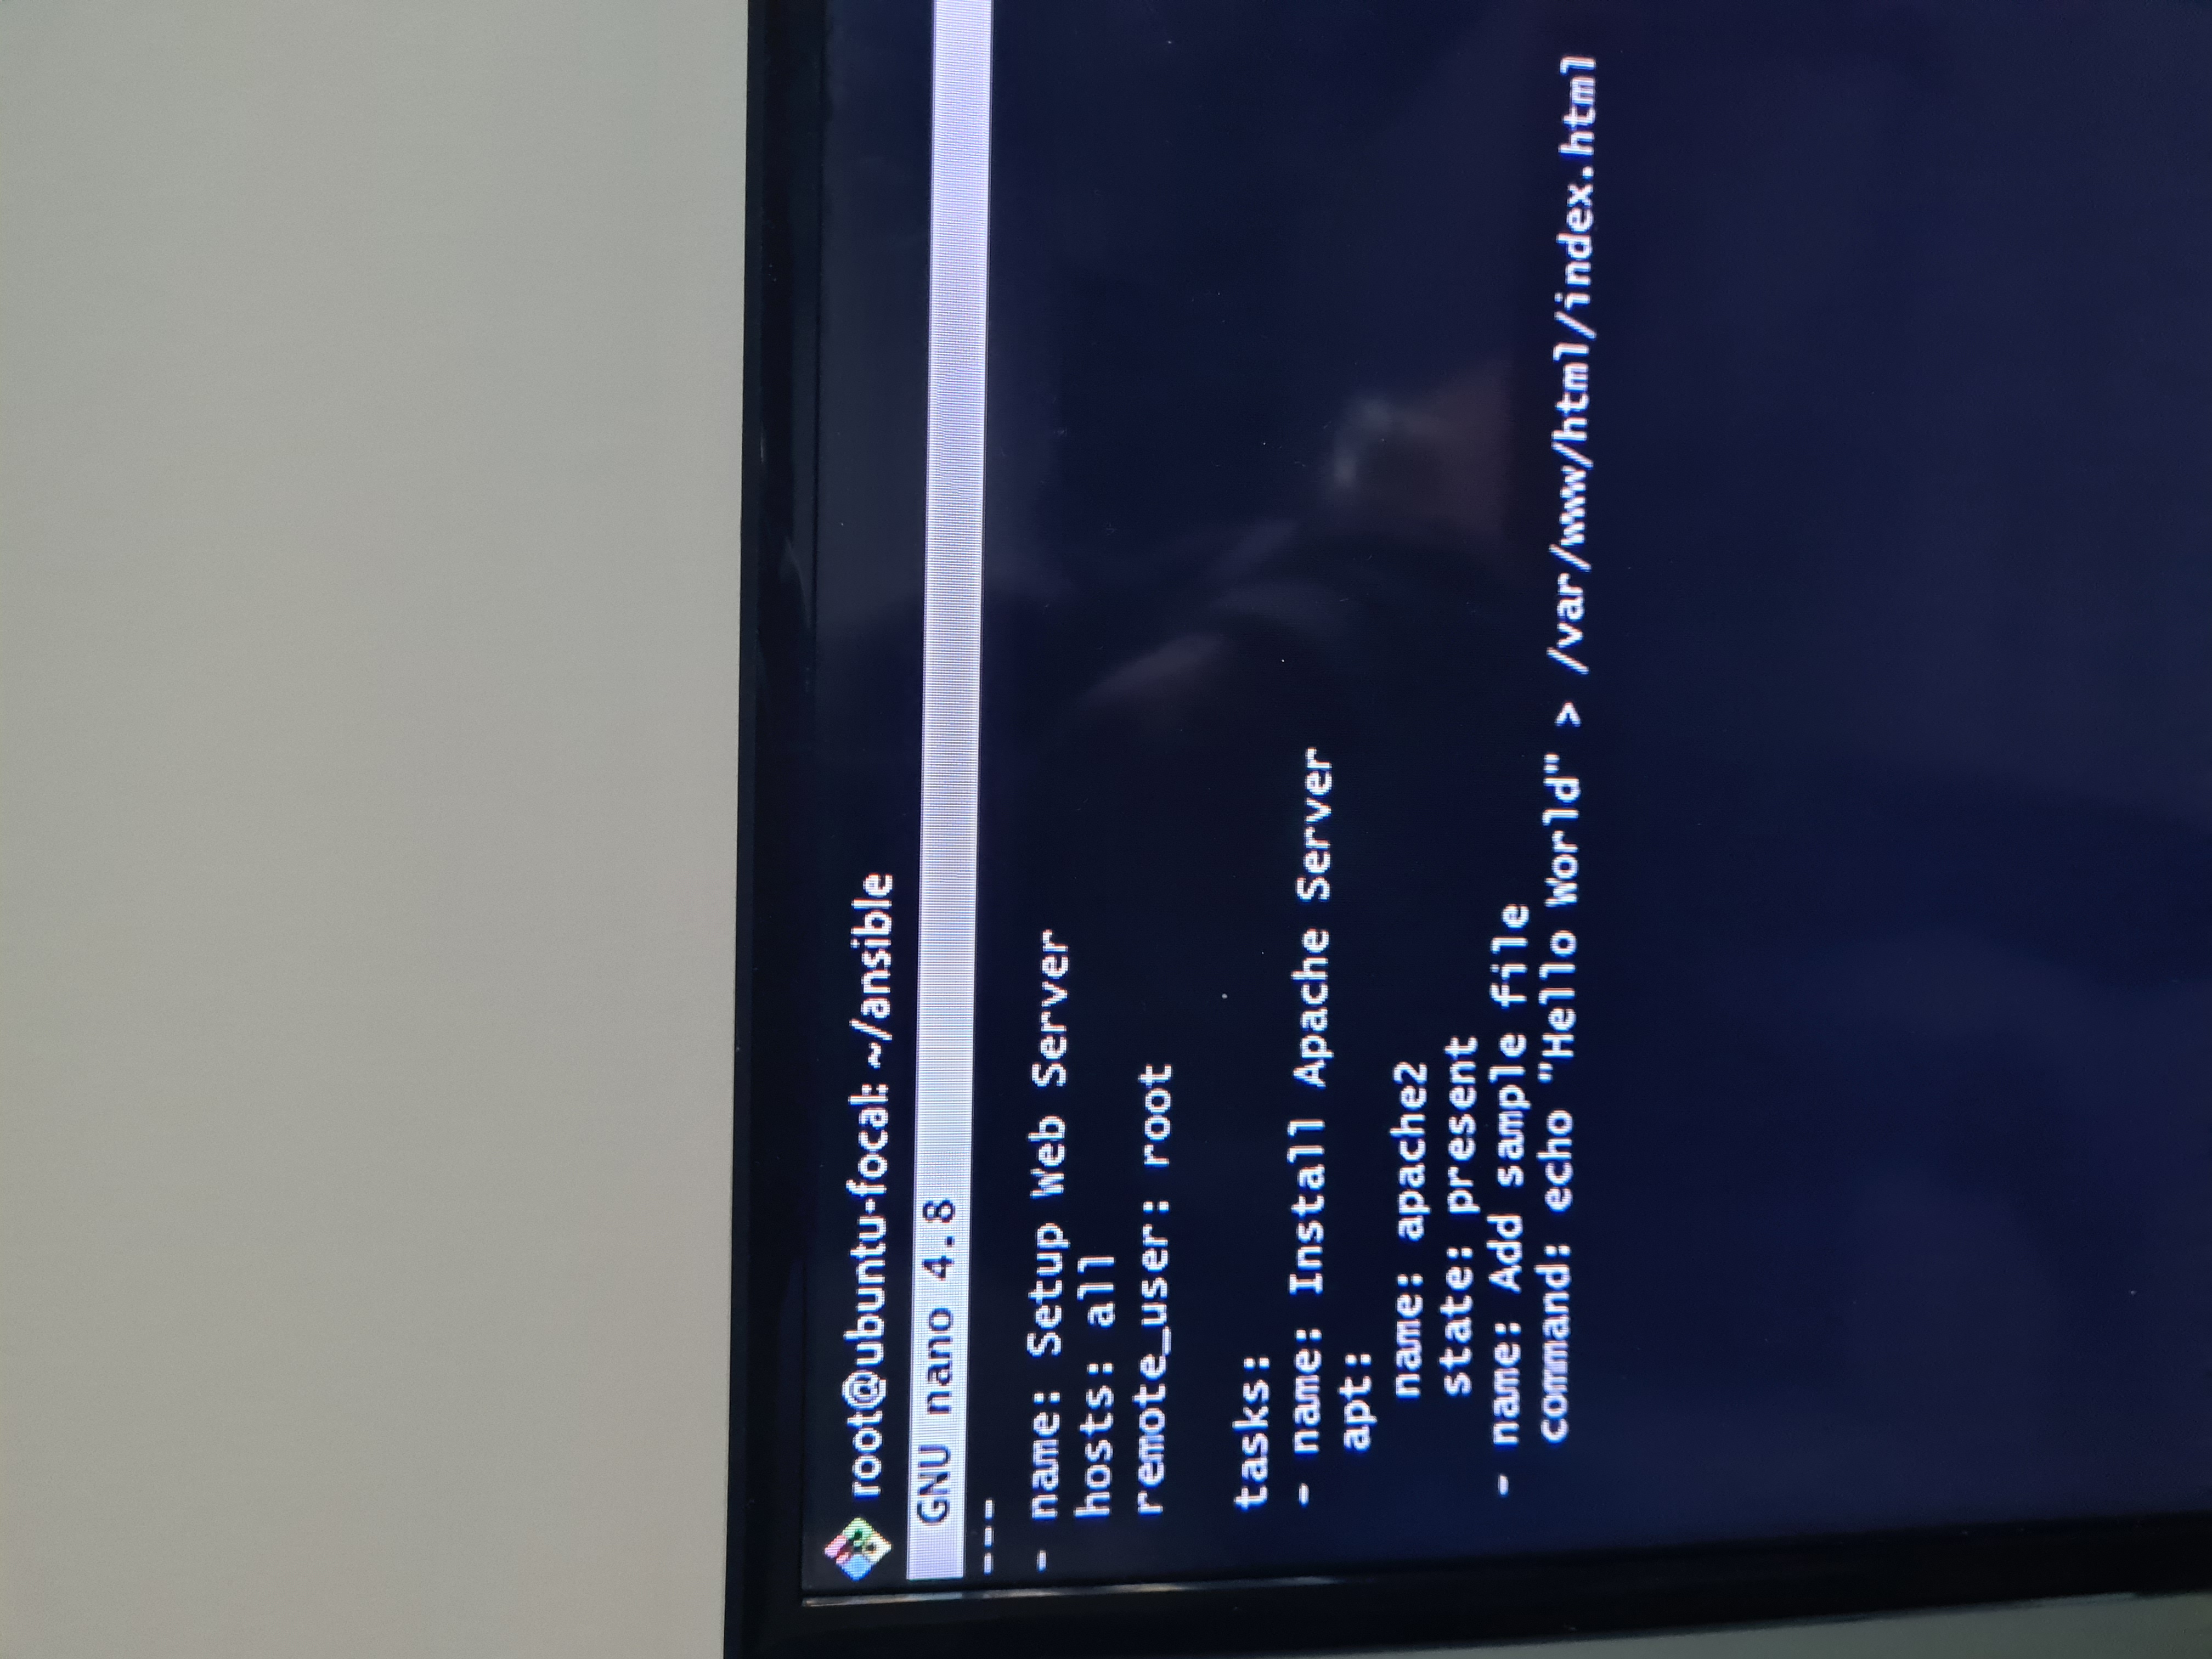 root@ubuntu-focal: ~/ansible
GNU nano 4.8
---
- name: Setup Web Server
  hosts: all
  remote_user: root

  tasks:
  - name: Install Apache Server
    apt:
      name: apache2
      state: present
  - name: Add sample file
    command: echo "Hello World" > /var/www/html/index.html